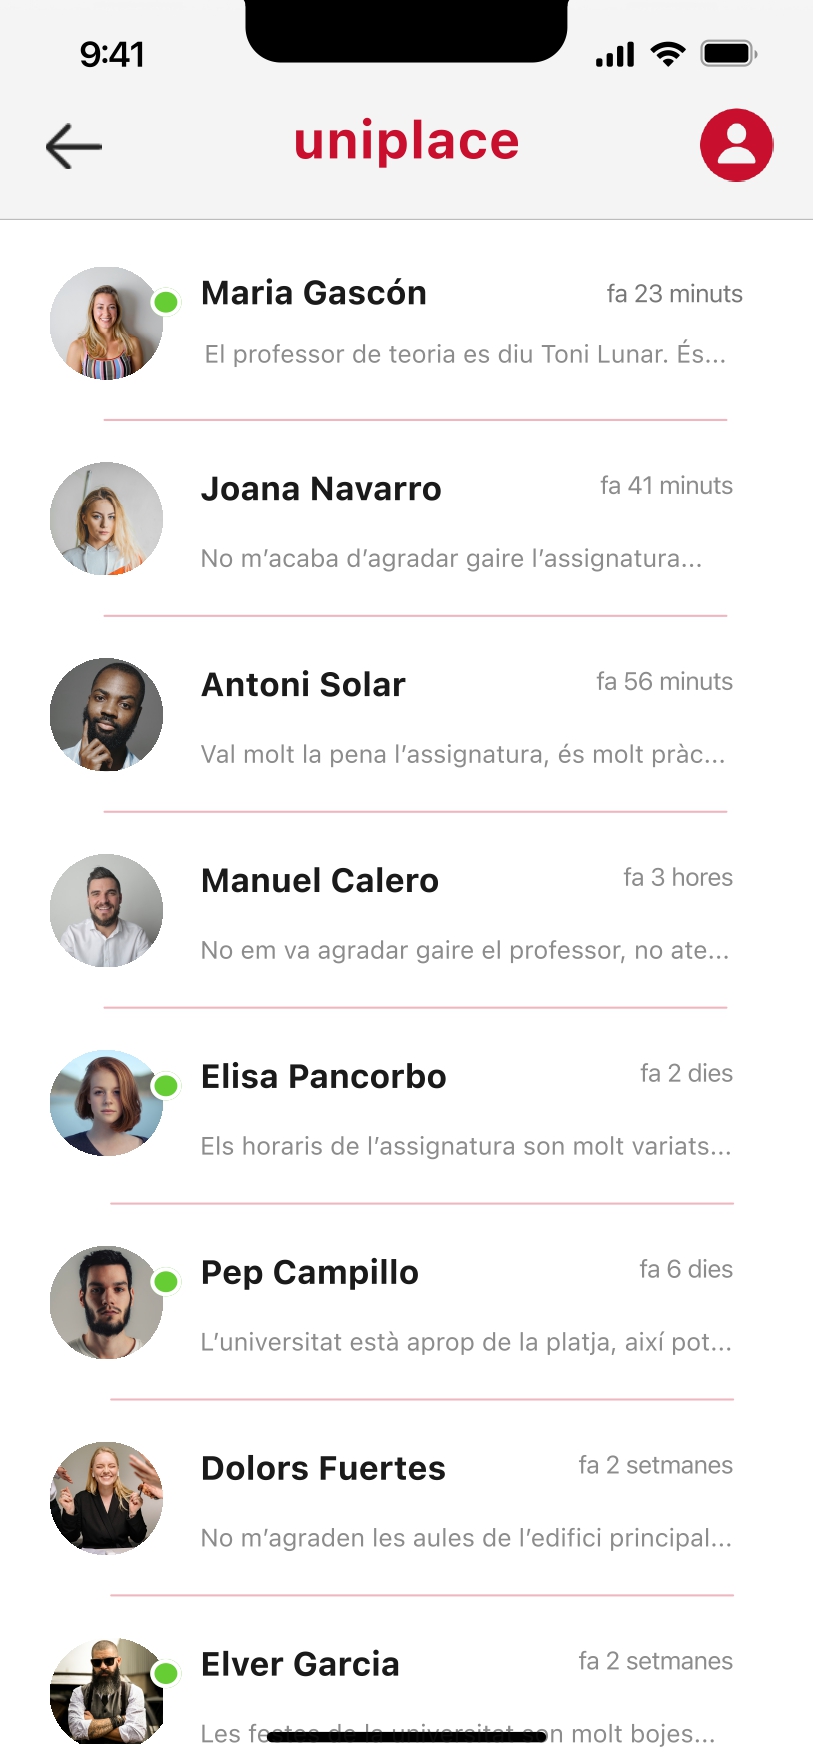 9:41
uniplace
Maria Gascón
fa 23 minuts
El professor de teoria es diu Toni Lunar. És...
Joana Navarro
fa 41 minuts
No m’acaba d’agradar gaire l’assignatura...
Antoni Solar
fa 56 minuts
Val molt la pena l’assignatura, és molt pràc...
Manuel Calero
fa 3 hores
No em va agradar gaire el professor, no ate...
Elisa Pancorbo
fa 2 dies
Els horaris de l’assignatura son molt variats...
Pep Campillo
fa 6 dies
L’universitat està aprop de la platja, així pot...
Dolors Fuertes
fa 2 setmanes
No m’agraden les aules de l’edifici principal...
Elver Garcia
fa 2 setmanes
Les festes de la universitat son molt bojes...